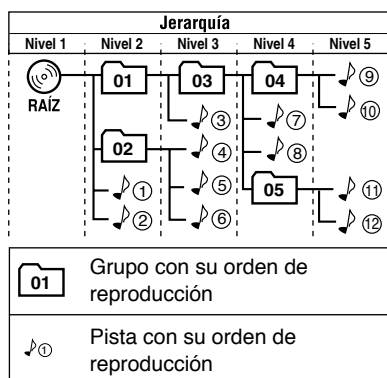 Jerarquía
Nivel 1 Nivel 2 Nivel 3 Nivel 4 Nivel 5
01 03 04 ⑨
RAÍZ ⑩
③ ⑦
02 ④ ⑧
① ⑤ 05 ⑪
② ⑥ ⑫
01 Grupo con su orden de
reproducción
① Pista con su orden de
reproducción